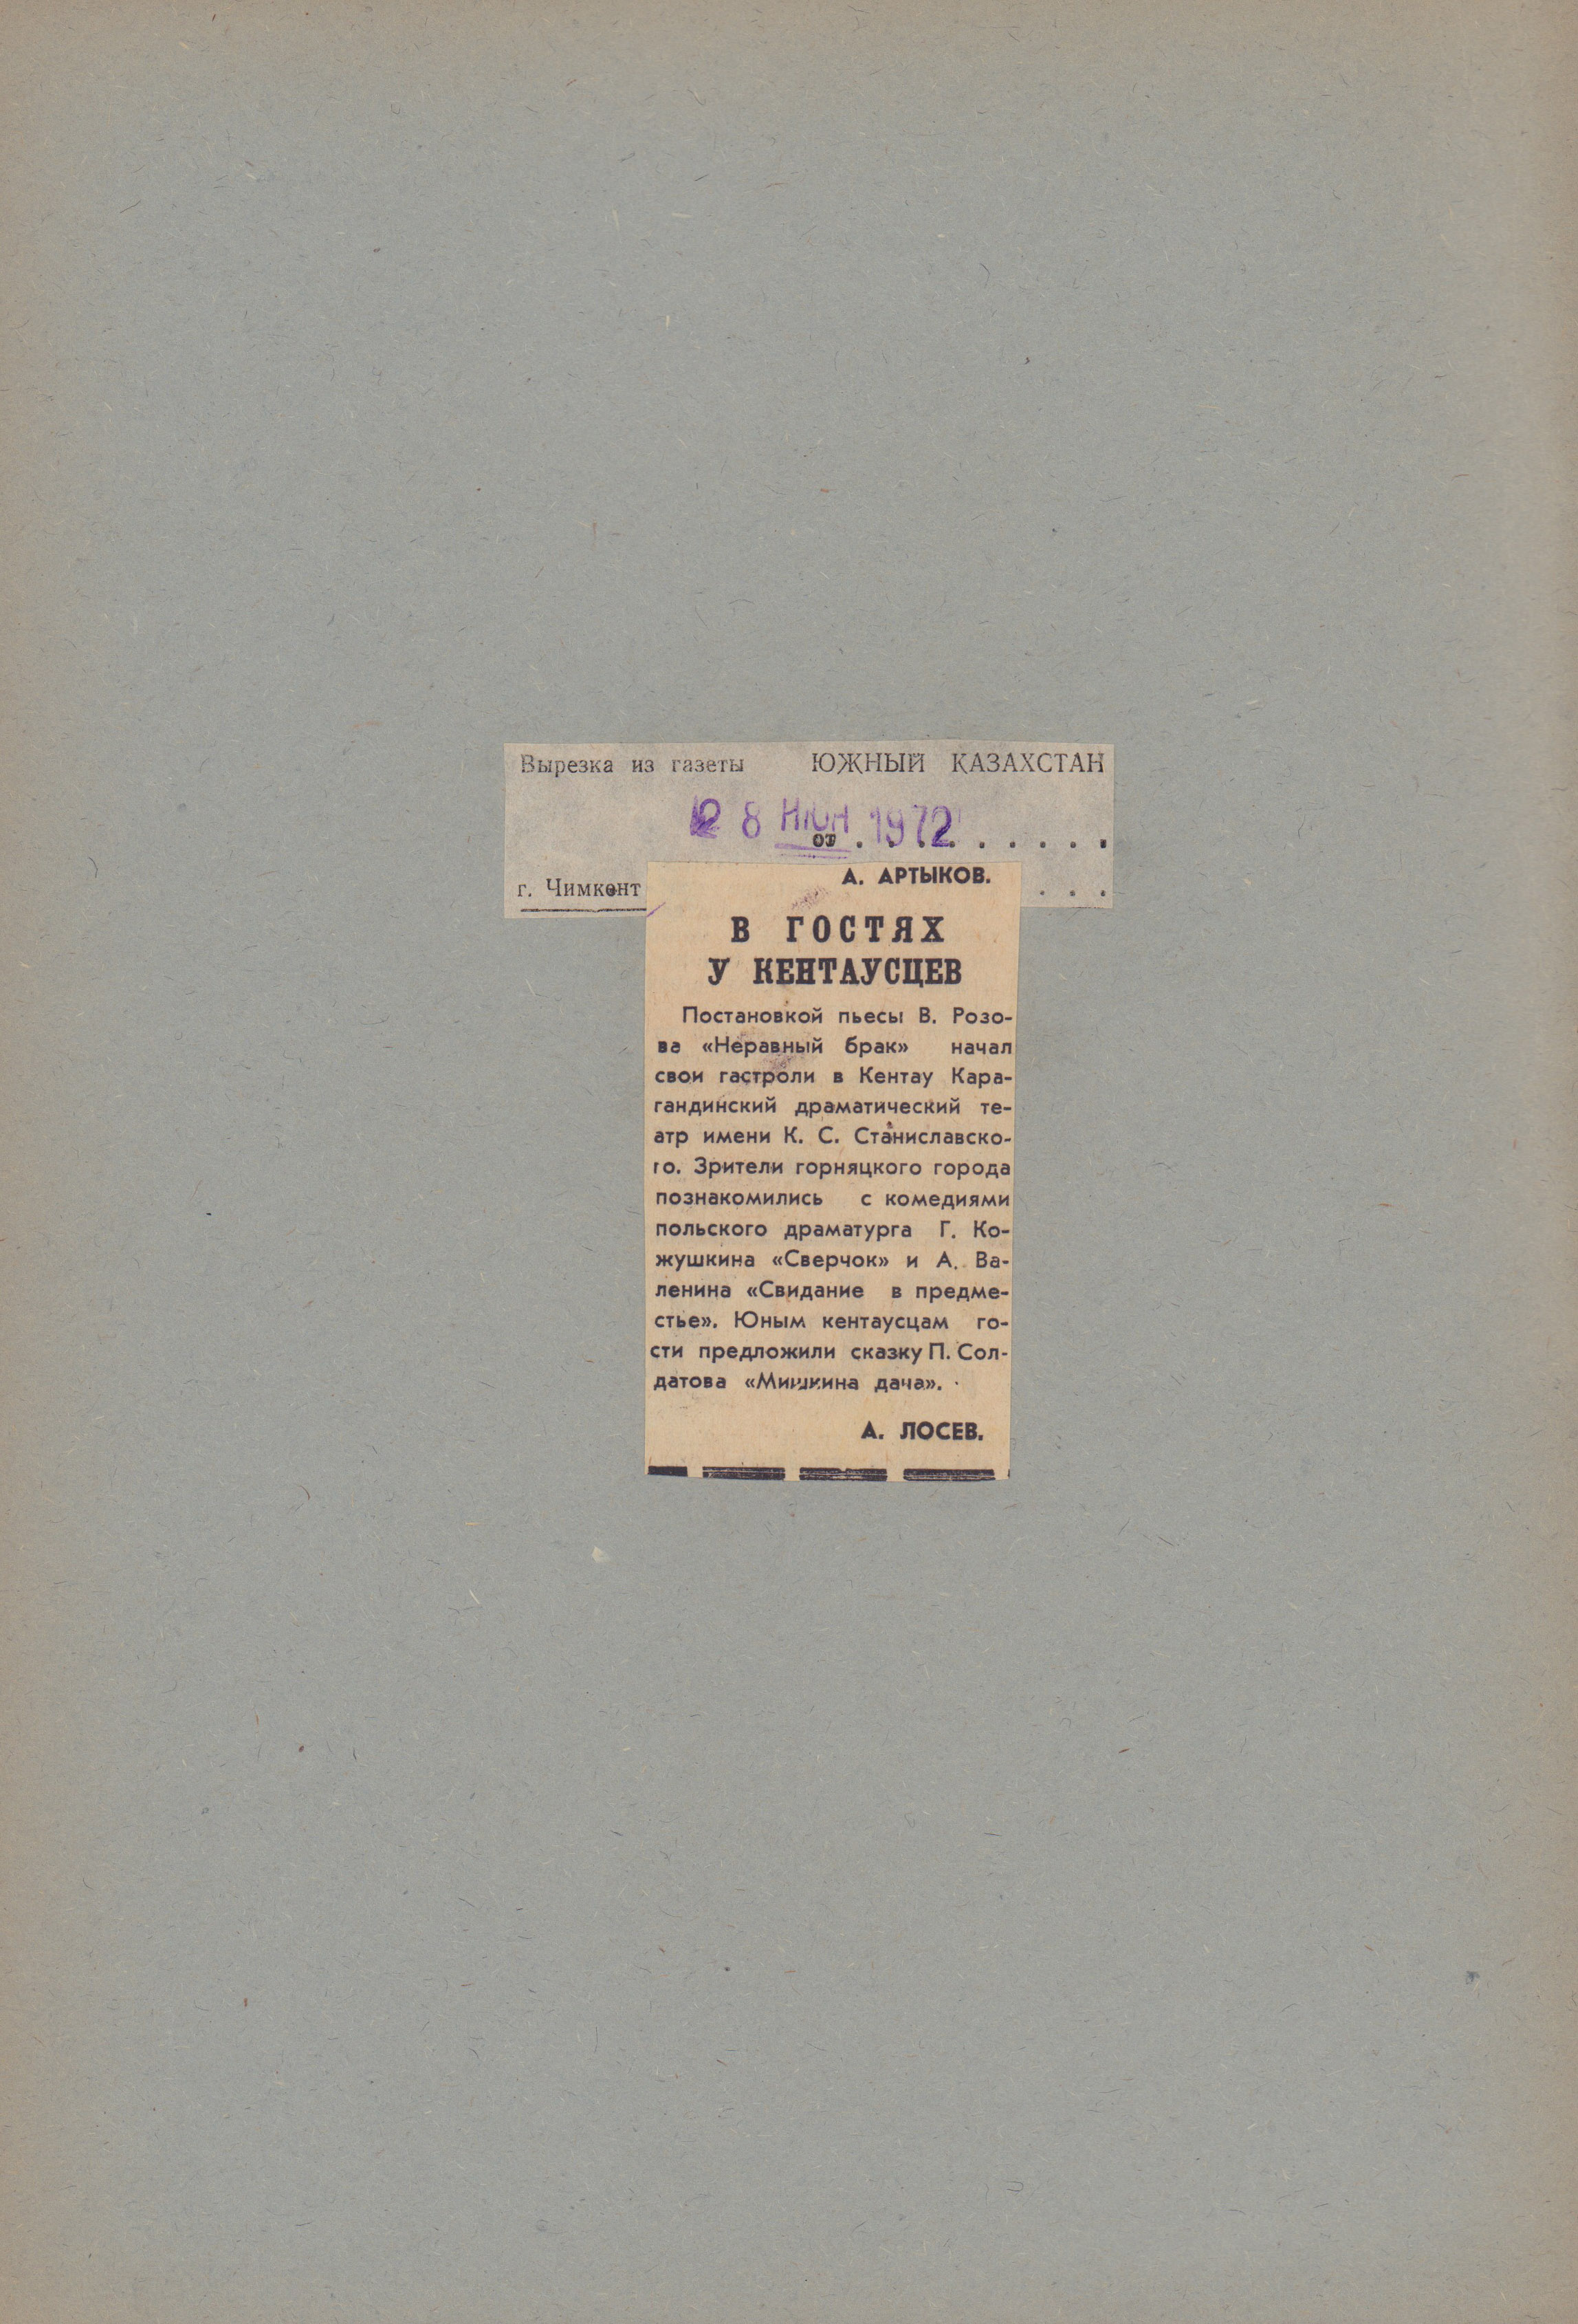 Вырезка из газеты ЮЖНЫЙ КАЗАХСТАН
28 ИЮН 1972
от . . . . . . . . .
г. Чимкент . . .
А. АРТЫКОВ.
В ГОСТЯХ
У КЕНТАУСЦЕВ
Постановкой пьесы В. Розо-
ва «Неравный брак» начал
свои гастроли в Кентау Кара-
гандинский драматический те-
атр имени К. С. Станиславско-
го. Зрители горняцкого города
познакомились с комедиями
польского драматурга Г. Ко-
жушкина «Сверчок» и А. Ва-
ленина «Свидание в предме-
стье». Юным кентаусцам го-
сти предложили сказку П. Сол-
датова «Мишкина дача».
А. ЛОСЕВ.